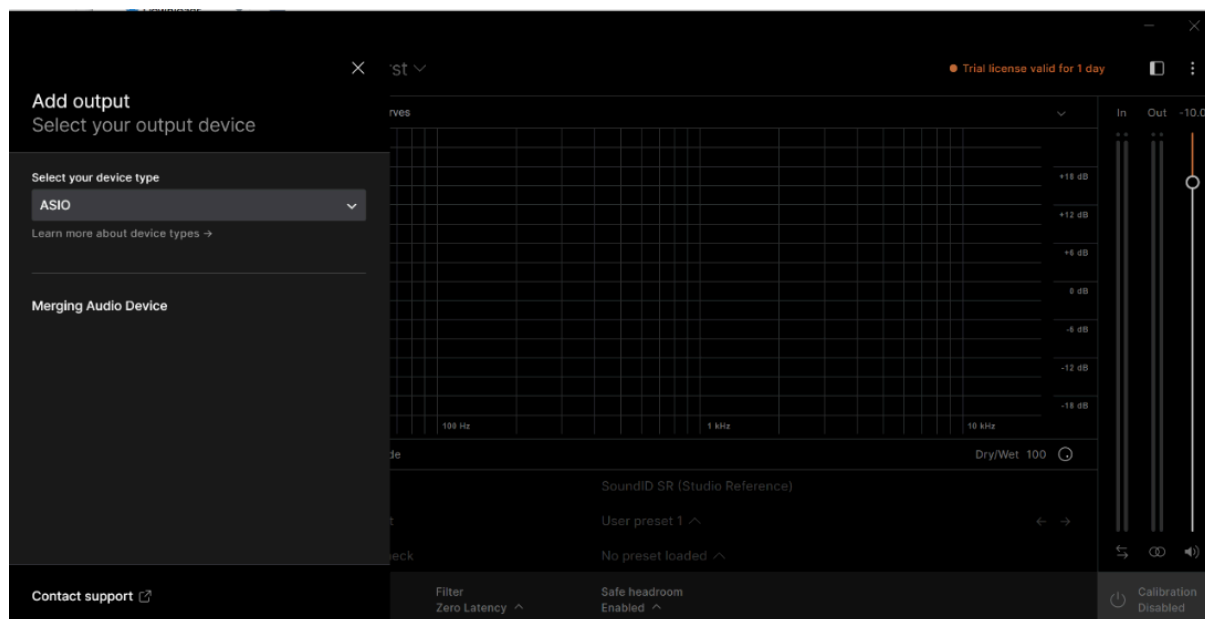 rst
Trial license valid for 1 day
Add output
Select your output device
rves
In Out -10.0
Select your device type
ASIO
Learn more about device types →
Merging Audio Device
+18 dB
+12 dB
+6 dB
0 dB
-6 dB
-12 dB
-18 dB
100 Hz 1 kHz 10 kHz
de
Dry/Wet 100
SoundID SR (Studio Reference)
t
User preset 1
eck
No preset loaded
Contact support
Filter
Zero Latency
Safe headroom
Enabled
Calibration
Disabled